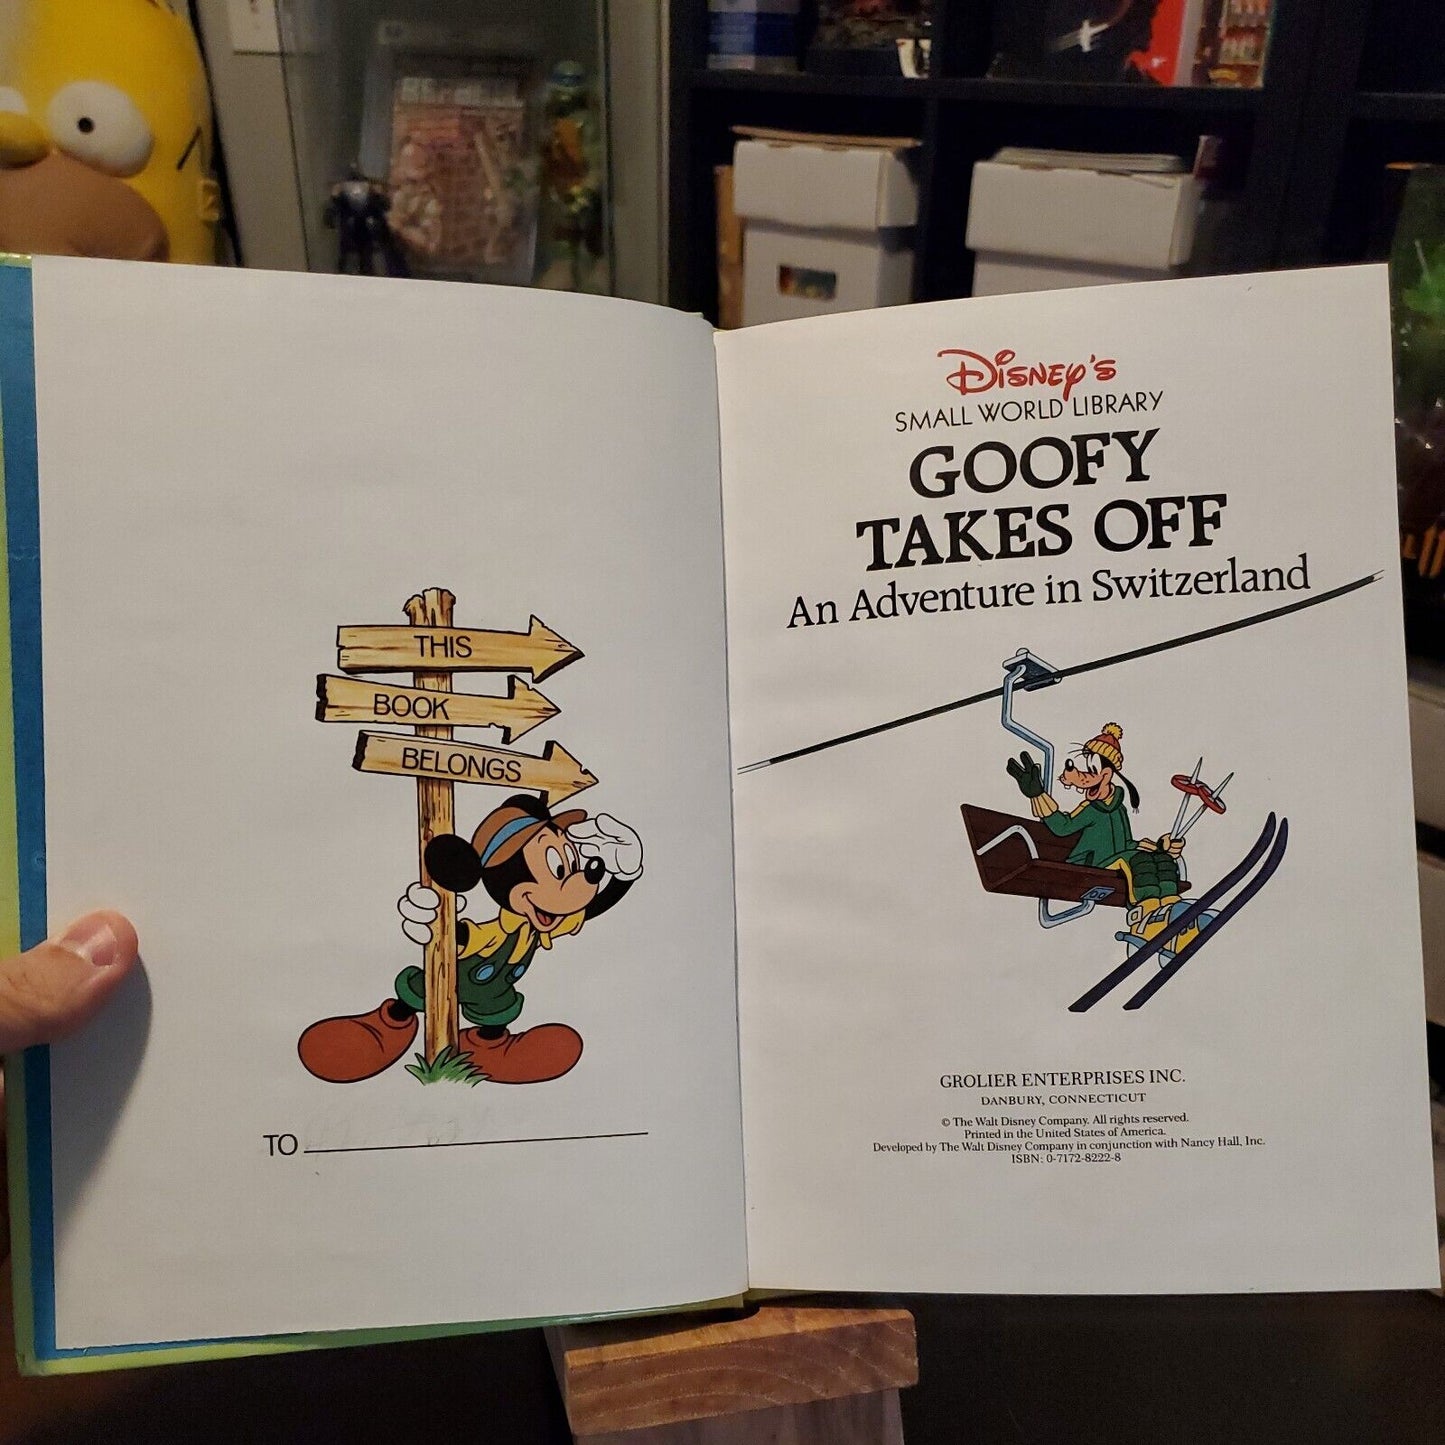 THIS
BOOK
BELONGS
TO
DISNEY'S
SMALL WORLD LIBRARY
GOOFY
TAKES OFF
An Adventure in Switzerland
GROLIER ENTERPRISES INC.
DANBURY, CONNECTICUT
© The Walt Disney Company. All rights reserved.
Printed in the United States of America.
Developed by The Walt Disney Company in conjunction with Nancy Hall, Inc.
ISBN: 0-7172-8222-8